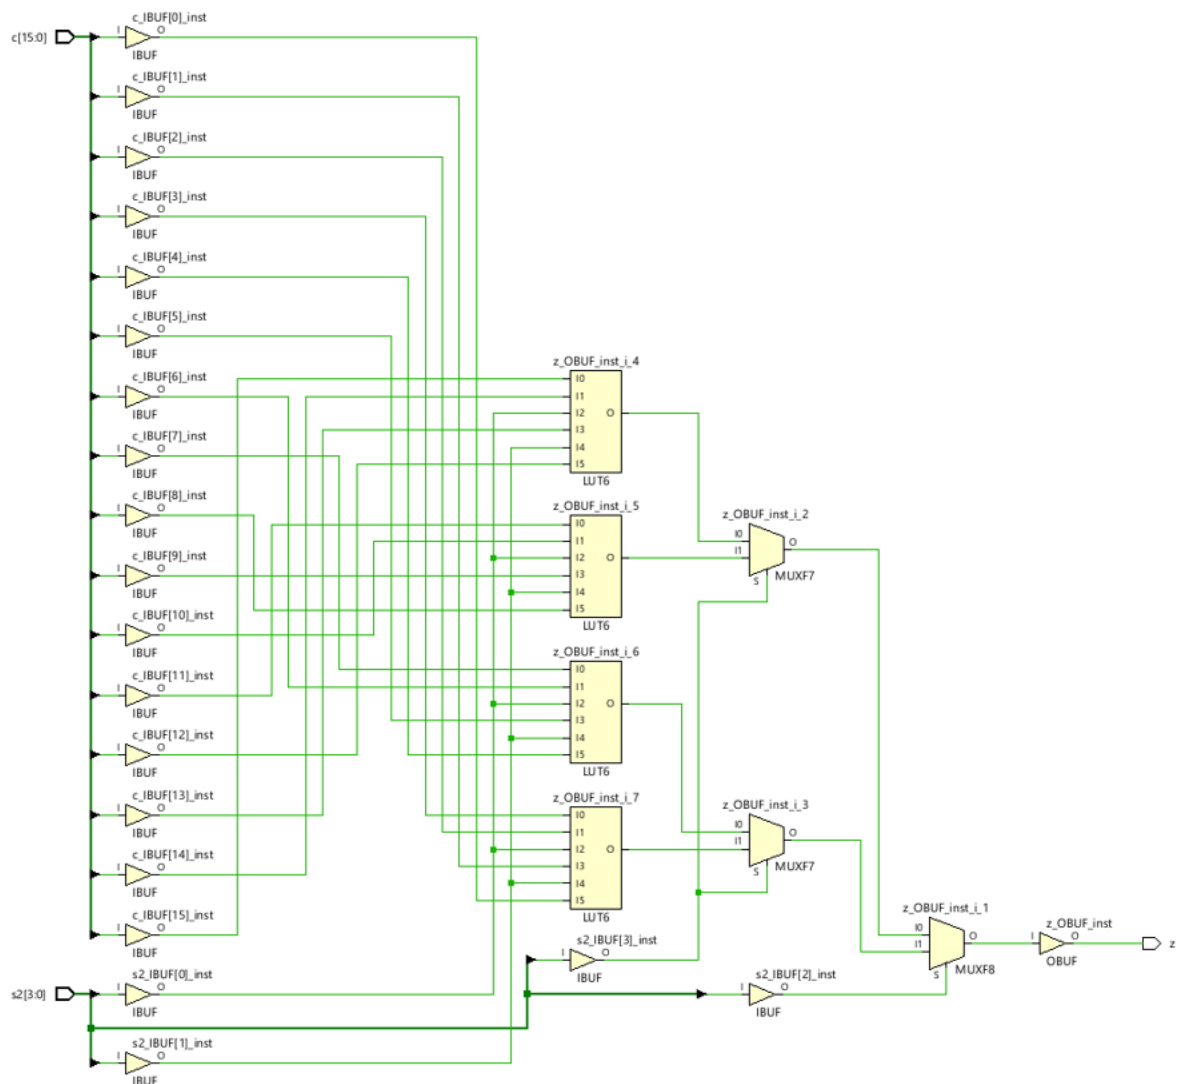 c[15:0]
c_IBUF[0]_inst
I
O
IBUF
c_IBUF[1]_inst
I
O
IBUF
c_IBUF[2]_inst
I
O
IBUF
c_IBUF[3]_inst
I
O
IBUF
c_IBUF[4]_inst
I
O
IBUF
c_IBUF[5]_inst
I
O
IBUF
c_IBUF[6]_inst
I
O
IBUF
c_IBUF[7]_inst
I
O
IBUF
c_IBUF[8]_inst
I
O
IBUF
c_IBUF[9]_inst
I
O
IBUF
c_IBUF[10]_inst
I
O
IBUF
c_IBUF[11]_inst
I
O
IBUF
c_IBUF[12]_inst
I
O
IBUF
c_IBUF[13]_inst
I
O
IBUF
c_IBUF[14]_inst
I
O
IBUF
c_IBUF[15]_inst
I
O
IBUF
s2[3:0]
s2_IBUF[0]_inst
I
O
IBUF
s2_IBUF[1]_inst
I
O
IBUF
z_OBUF_inst_i_4
I0
I1
I2
O
I3
I4
I5
LUT6
z_OBUF_inst_i_5
I0
I1
I2
O
I3
I4
I5
LUT6
z_OBUF_inst_i_6
I0
I1
I2
O
I3
I4
I5
LUT6
z_OBUF_inst_i_7
I0
I1
I2
O
I3
I4
I5
LUT6
s2_IBUF[3]_inst
I
O
IBUF
z_OBUF_inst_i_2
I0
I1
O
S
MUXF7
z_OBUF_inst_i_3
I0
I1
O
S
MUXF7
s2_IBUF[2]_inst
I
O
IBUF
z_OBUF_inst_i_1
I0
I1
O
S
MUXF8
z_OBUF_inst
I
O
OBUF
z